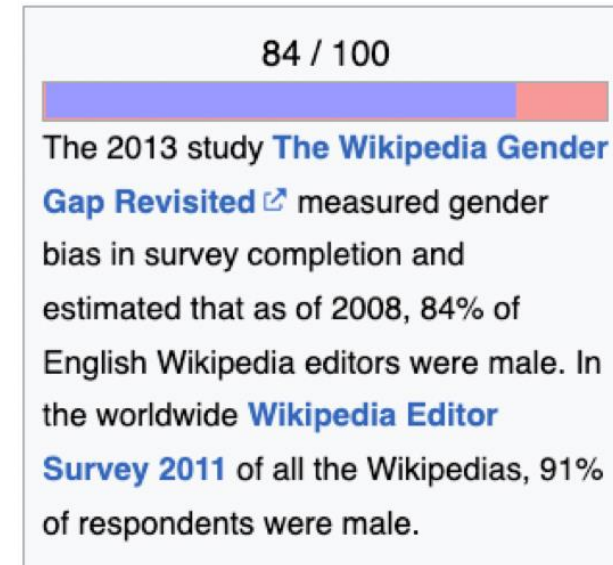 84 / 100
The 2013 study The Wikipedia Gender
Gap Revisited measured gender
bias in survey completion and
estimated that as of 2008, 84% of
English Wikipedia editors were male. In
the worldwide Wikipedia Editor
Survey 2011 of all the Wikipedias, 91%
of respondents were male.